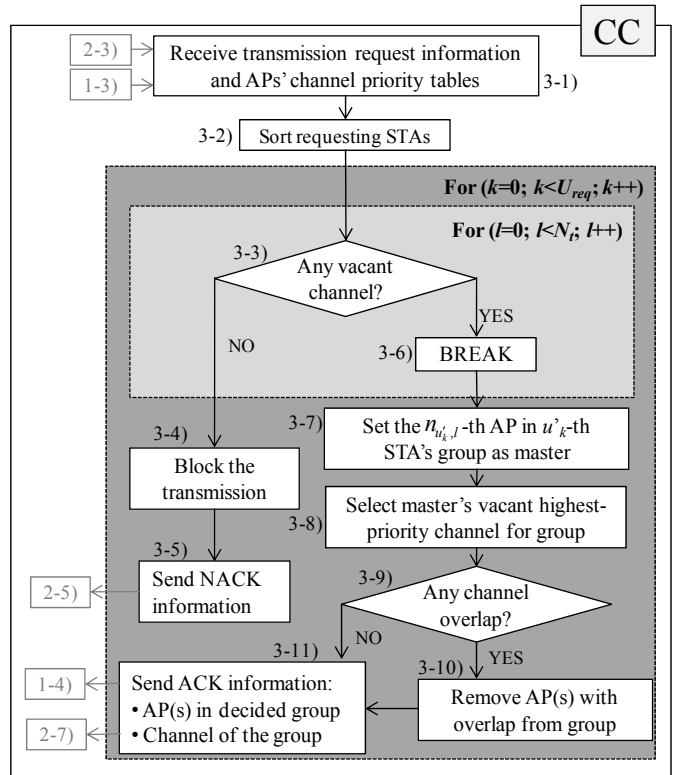 CC
2-3)
1-3)
Receive transmission request information
and APs' channel priority tables
3-1)
3-2)
Sort requesting STAs
For (k=0; k<U_req; k++)
For (l=0; l<N_t; l++)
3-3)
Any vacant
channel?
NO
YES
3-6)
BREAK
3-4)
Block the
transmission
3-5)
Send NACK
information
2-5)
3-7)
Set the n_{u'_k,l}-th AP in u'_k-th
STA's group as master
3-8)
Select master's vacant highest-
priority channel for group
3-9)
Any channel
overlap?
NO
YES
3-10)
Remove AP(s) with
overlap from group
3-11)
Send ACK information:
• AP(s) in decided group
• Channel of the group
1-4)
2-7)